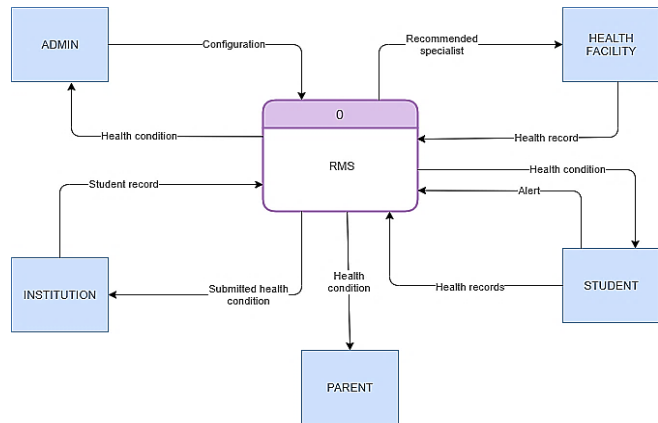 ADMIN
Configuration
Recommended
specialist
HEALTH
FACILITY
0
Health condition
RMS
Health record
Health condition
Student record
Alert
INSTITUTION
Submitted health
condition
Health
condition
Health records
STUDENT
PARENT